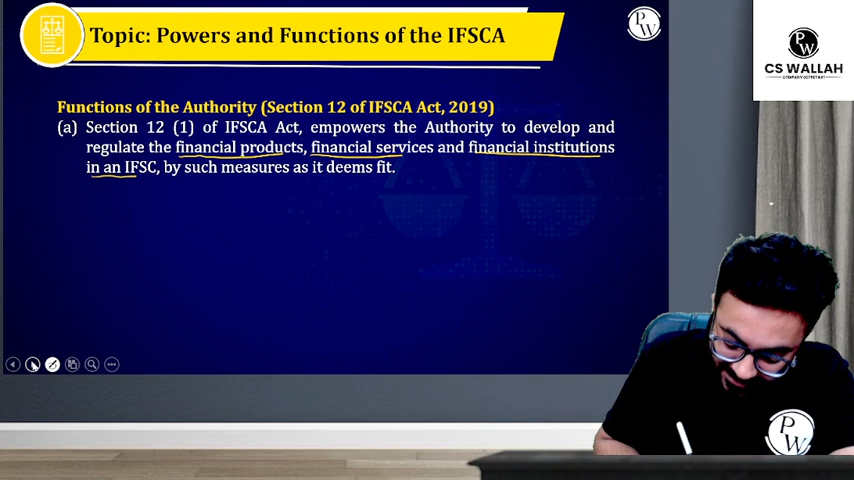 Topic: Powers and Functions of the IFSCA
P
W
P
W
CS WALLAH
COMPANY SECRETARY
Functions of the Authority (Section 12 of IFSCA Act, 2019)
(a) Section 12 (1) of IFSCA Act, empowers the Authority to develop and
regulate the financial products, financial services and financial institutions
in an IFSC, by such measures as it deems fit.
P
W